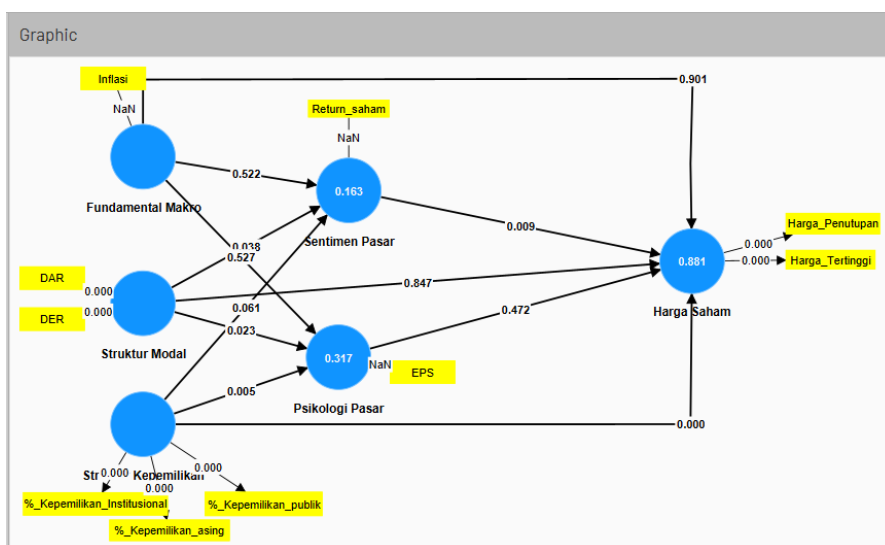 Graphic
Inflasi
NaN
0.901
Return_saham
NaN
0.522
0.163
Fundamental Makro
Sentimen Pasar
0.009
Harga_Penutupan
0.000
0.038
0.527
0.881
0.000
Harga_Tertinggi
DAR
0.000
0.847
0.000
DER
0.061
0.472
Harga Saham
Struktur Modal
0.023
0.317
NaN
EPS
0.005
Psikologi Pasar
0.000
Str
0.000
Kepemilikan
0.000
0.000
%_Kepemilikan_Institusional
%_Kepemilikan_publik
%_Kepemilikan_asing